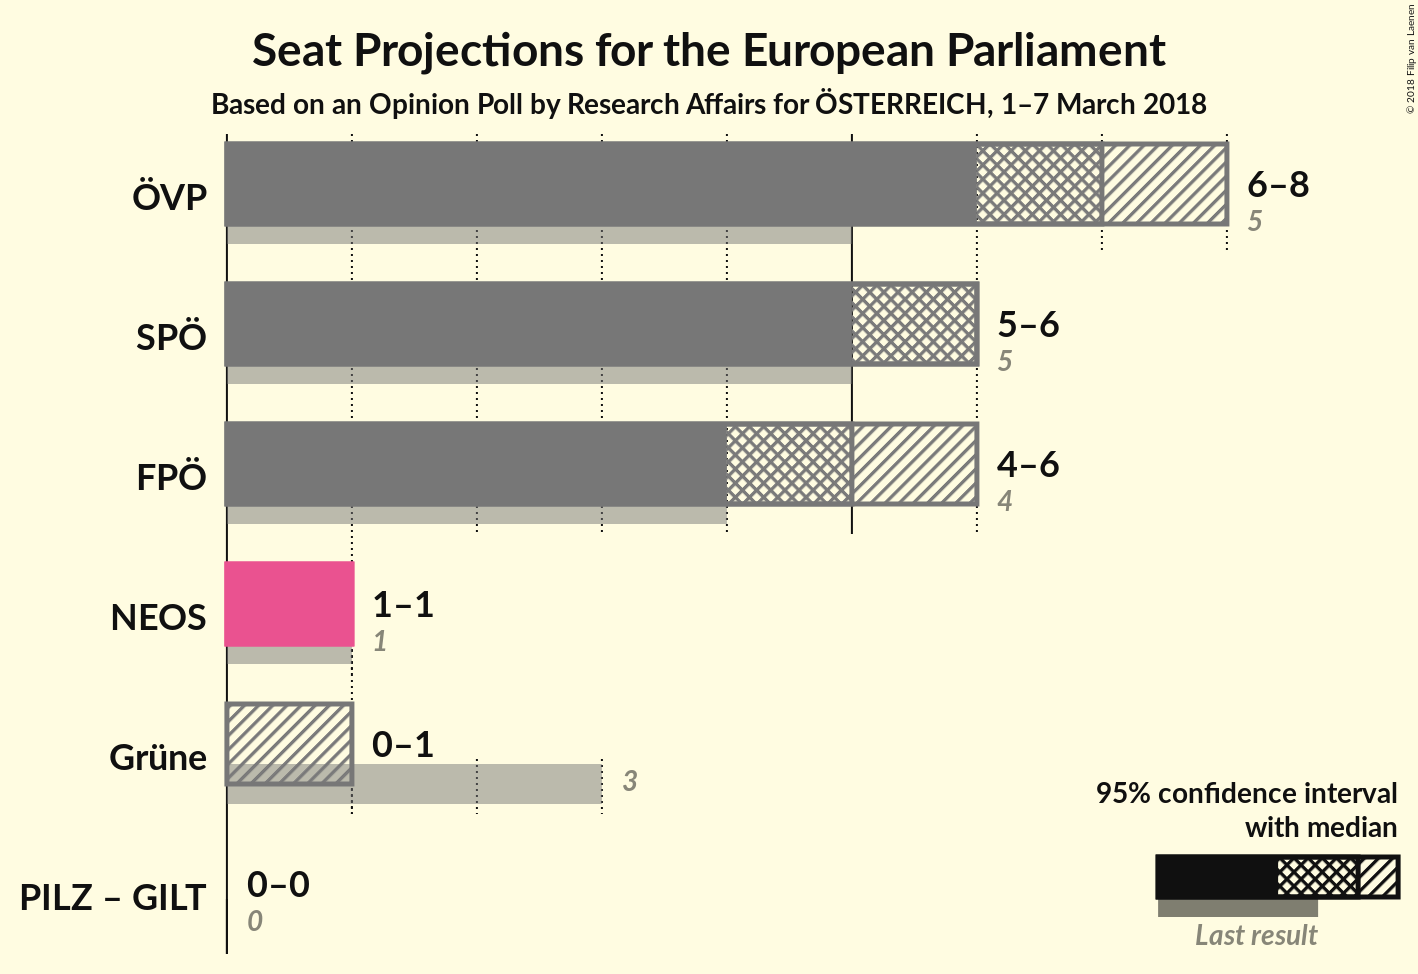 Seat Projections for the European Parliament
Based on an Opinion Poll by Research Affairs for ÖSTERREICH, 1–7 March 2018
© 2018 Filip van Laenen
ÖVP
6–8
5
SPÖ
5–6
5
FPÖ
4–6
4
NEOS
1–1
1
Grüne
0–1
3
PILZ – GILT
0–0
0
95% confidence interval
with median
Last result